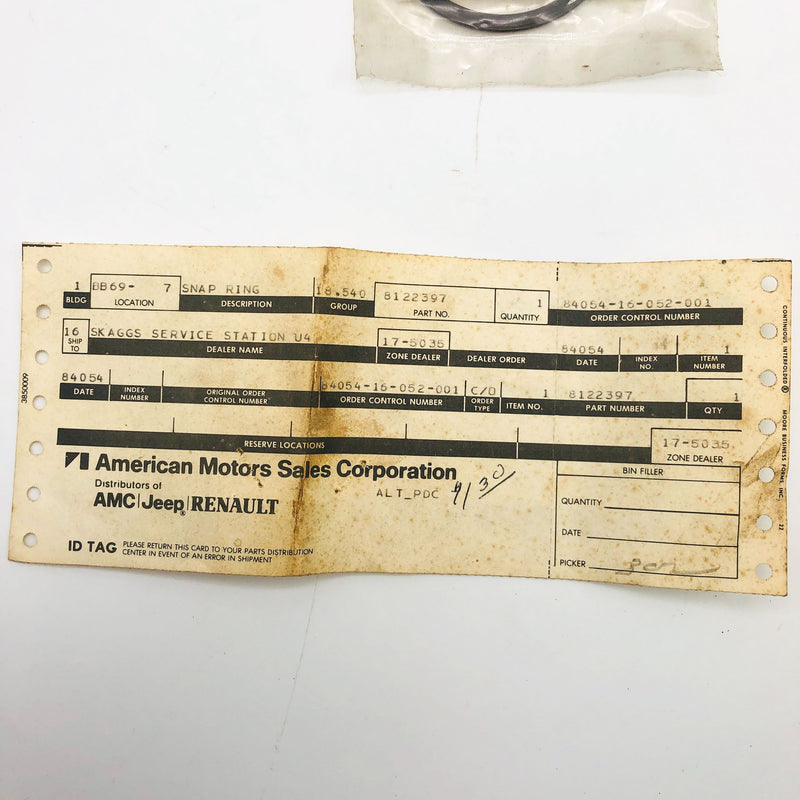 1 BB69- 7 SNAP RING 18.540 8122397 1 84054-16-052-001
BLDG LOCATION DESCRIPTION GROUP PART NO. QUANTITY ORDER CONTROL NUMBER
16 SKAGGS SERVICE STATION U4 17-5035 84054 1
SHIP TO DEALER NAME ZONE DEALER DEALER ORDER DATE INDEX NO. ITEM NUMBER
84054 84054-16-052-001 C/O 1 8122397 1
DATE INDEX NUMBER ORIGINAL ORDER CONTROL NUMBER ORDER CONTROL NUMBER ORDER TYPE ITEM NO. PART NUMBER QTY
17-5035
RESERVE LOCATIONS ZONE DEALER
American Motors Sales Corporation
BIN FILLER
Distributors of
ALT_PDC 9/30
AMC|Jeep®|RENAULT
QUANTITY
DATE
ID TAG PLEASE RETURN THIS CARD TO YOUR PARTS DISTRIBUTION
CENTER IN EVENT OF AN ERROR IN SHIPMENT
PICKER
3850009
CONTINUOUS INTERFOLDED ® MOORE BUSINESS FORMS, INC. 22